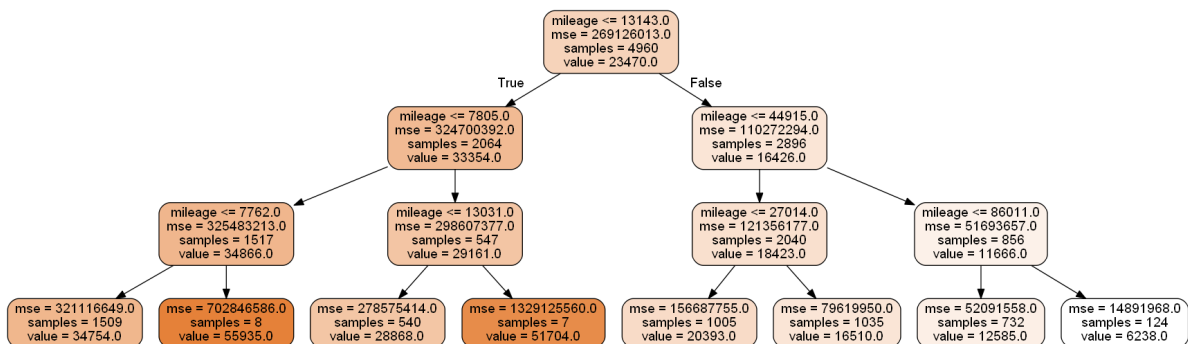 mileage <= 13143.0
mse = 269126013.0
samples = 4960
value = 23470.0
True
False
mileage <= 7805.0
mse = 324700392.0
samples = 2064
value = 33354.0
mileage <= 44915.0
mse = 110272294.0
samples = 2896
value = 16426.0
mileage <= 7762.0
mse = 325483213.0
samples = 1517
value = 34866.0
mileage <= 13031.0
mse = 298607377.0
samples = 547
value = 29161.0
mileage <= 27014.0
mse = 121356177.0
samples = 2040
value = 18423.0
mileage <= 86011.0
mse = 51693657.0
samples = 856
value = 11666.0
mse = 321116649.0
samples = 1509
value = 34754.0
mse = 702846586.0
samples = 8
value = 55935.0
mse = 278575414.0
samples = 540
value = 28868.0
mse = 1329125560.0
samples = 7
value = 51704.0
mse = 156687755.0
samples = 1005
value = 20393.0
mse = 79619950.0
samples = 1035
value = 16510.0
mse = 52091558.0
samples = 732
value = 12585.0
mse = 14891968.0
samples = 124
value = 6238.0